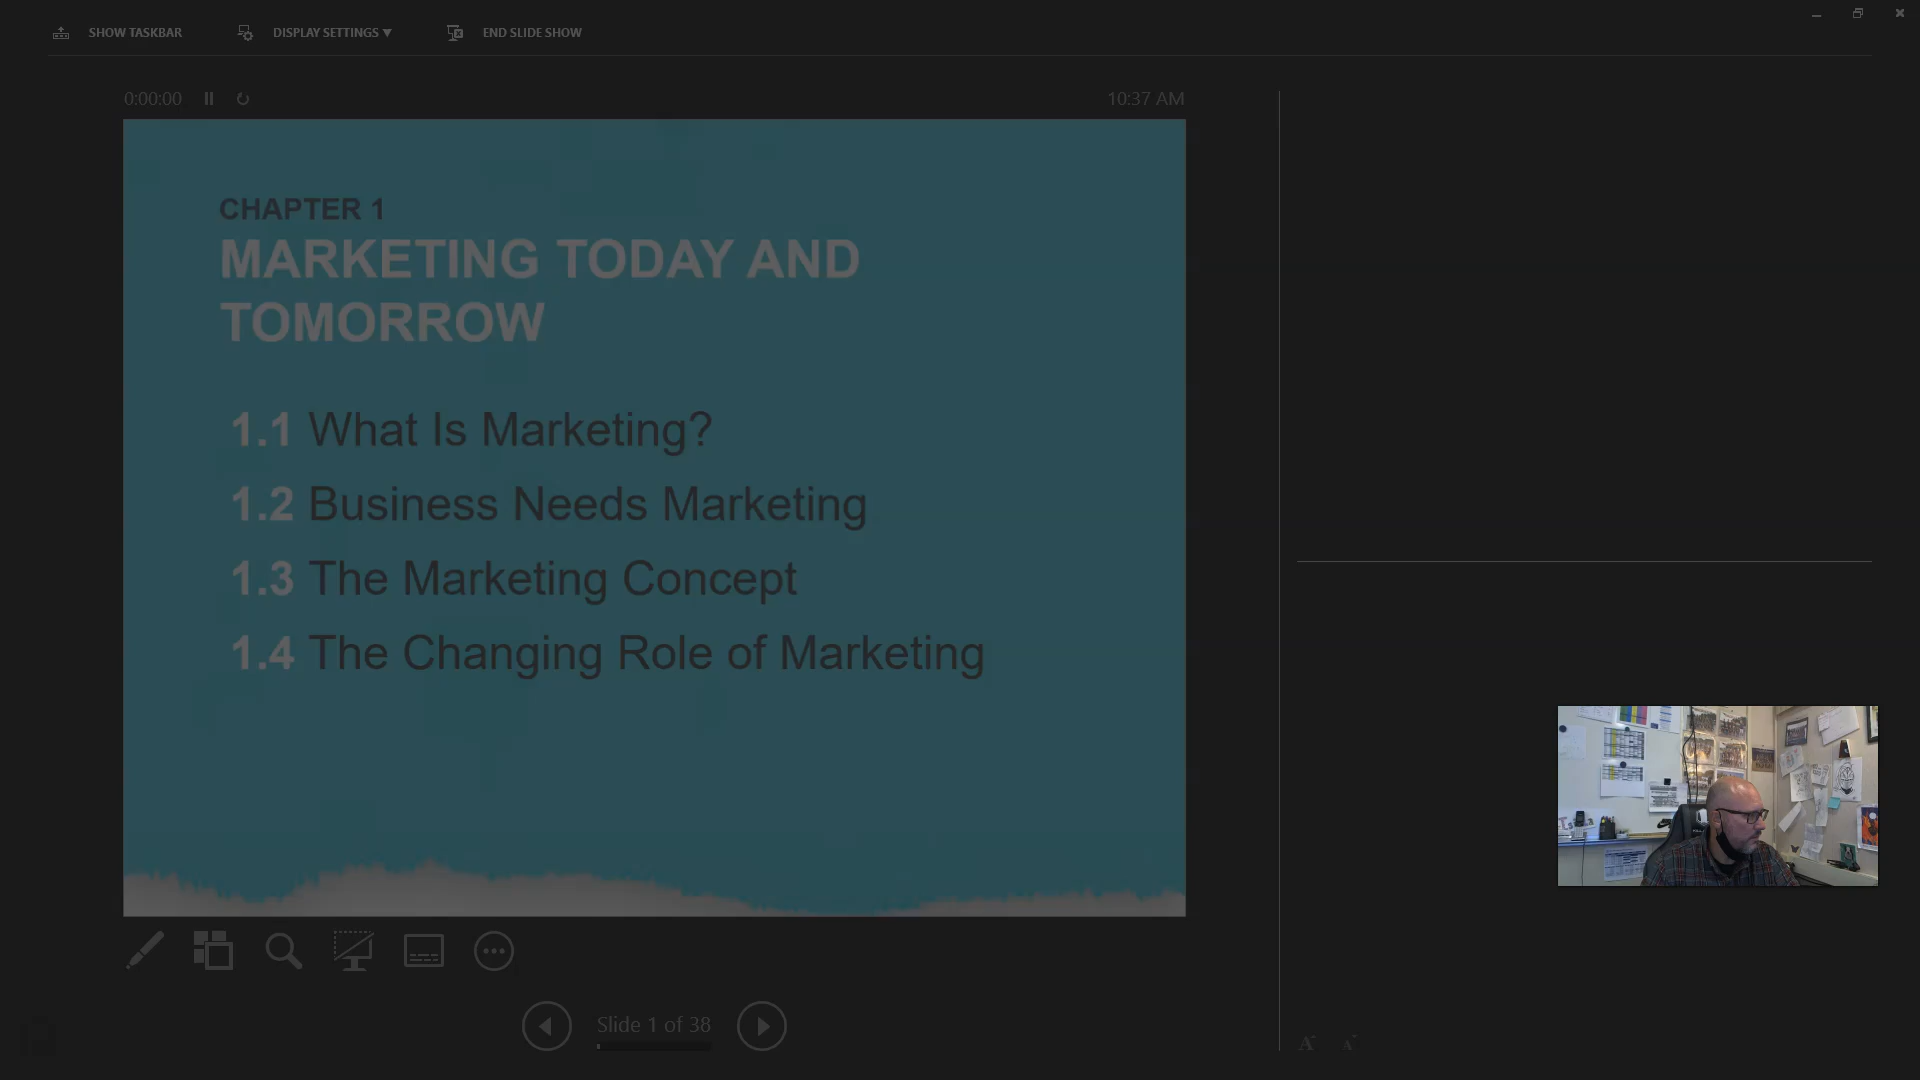 SHOW TASKBAR
DISPLAY SETTINGS ▼
END SLIDE SHOW
0:00:00
10:37 AM
CHAPTER 1
MARKETING TODAY AND
TOMORROW
1.1 What Is Marketing?
1.2 Business Needs Marketing
1.3 The Marketing Concept
1.4 The Changing Role of Marketing
Slide 1 of 38
A A